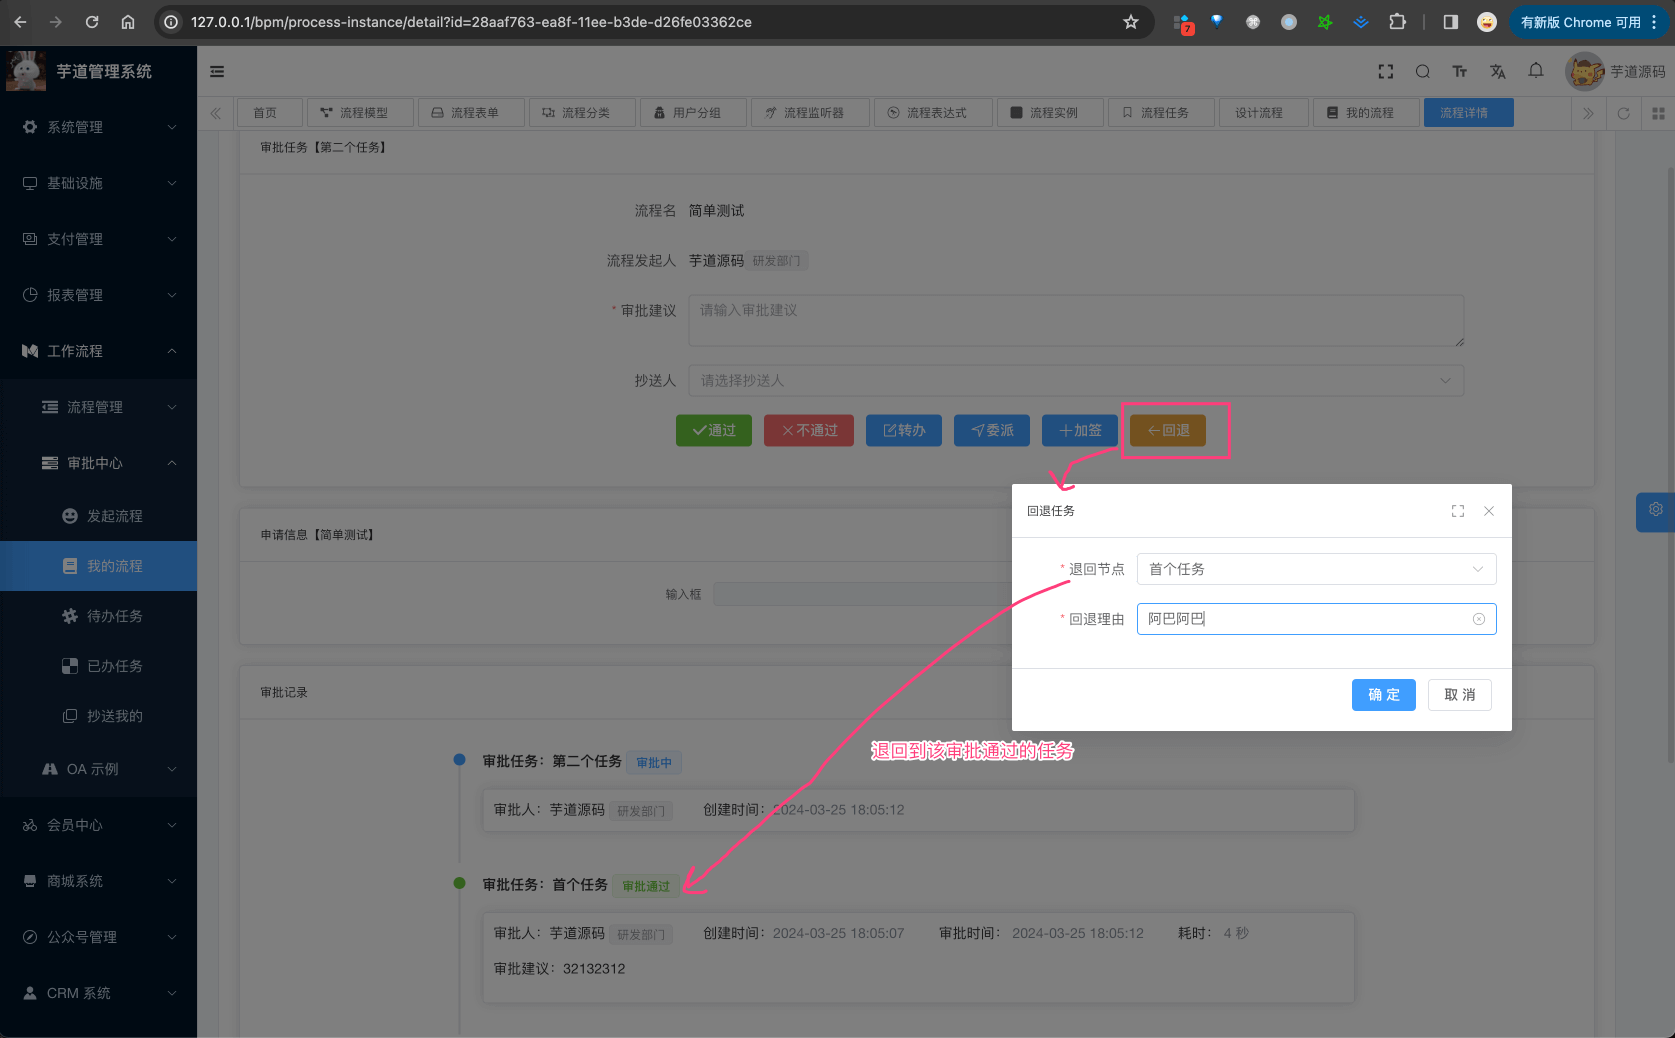 127.0.0.1/bpm/process-instance/detail?id=28aaf763-ea8f-11ee-b3de-d26fe03362ce
7
有新版 Chrome 可用
芋道管理系统
芋道源码
首页
流程模型
流程表单
流程分类
用户分组
流程监听器
流程表达式
流程实例
流程任务
设计流程
我的流程
流程详情
系统管理
基础设施
支付管理
报表管理
工作流程
流程管理
审批中心
发起流程
我的流程
待办任务
已办任务
抄送我的
OA 示例
会员中心
商城系统
公众号管理
CRM 系统
审批任务【第二个任务】
流程名 简单测试
流程发起人 芋道源码 研发部门
* 审批建议 请输入审批建议
抄送人 请选择抄送人
通过 不通过 转办 委派 加签 回退
回退任务
* 退回节点 首个任务
* 回退理由 阿巴阿巴
确 定 取 消
申请信息【简单测试】
输入框
退回到该审批通过的任务
审批记录
审批任务：第二个任务 审批中
审批人：芋道源码 研发部门 创建时间：2024-03-25 18:05:12
审批任务：首个任务 审批通过
审批人：芋道源码 研发部门 创建时间：2024-03-25 18:05:07 审批时间：2024-03-25 18:05:12 耗时：4 秒
审批建议：32132312